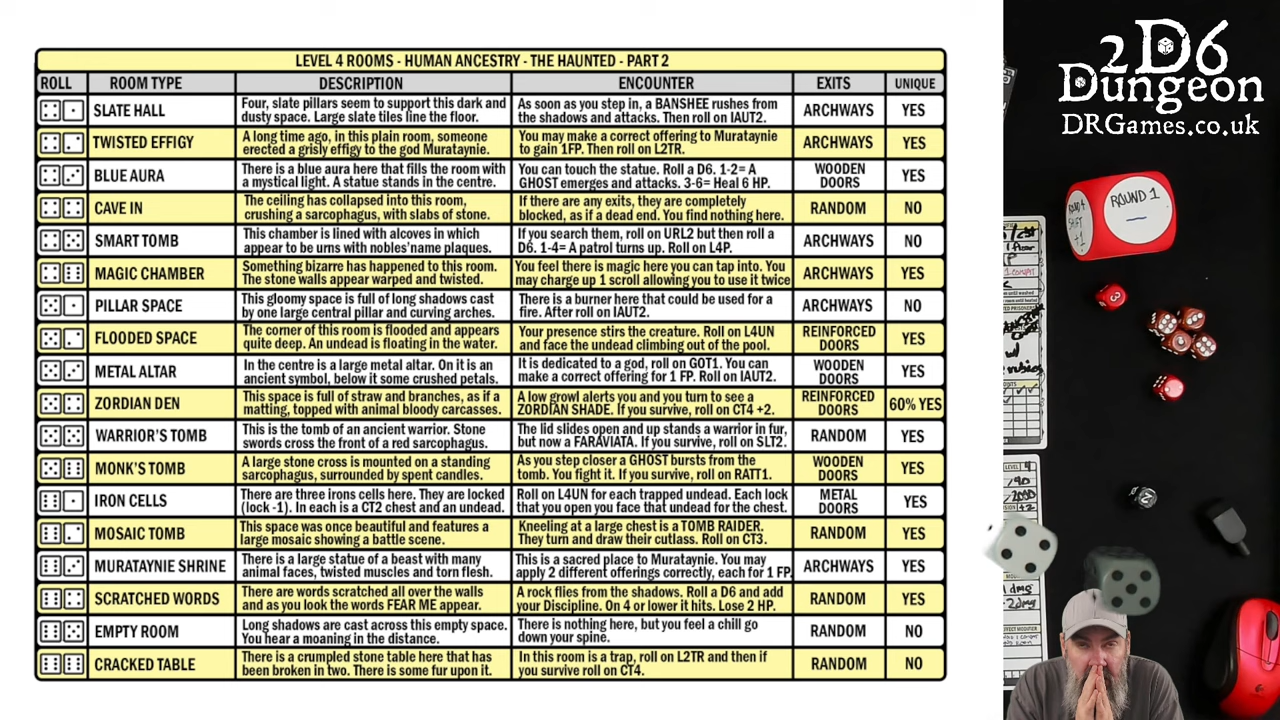 LEVEL 4 ROOMS - HUMAN ANCESTRY - THE HAUNTED - PART 2
ROLL ROOM TYPE DESCRIPTION ENCOUNTER EXITS UNIQUE
SLATE HALL
Four, slate pillars seem to support this dark and
dusty space. Large slate tiles line the floor.
As soon as you step in, a BANSHEE rushes from
the shadows and attacks. Then roll on IAUT2.
ARCHWAYS
YES
TWISTED EFFIGY
A long time ago, in this plain room, someone
erected a grisly effigy to the god Murataynie.
You may make a correct offering to Murataynie
to gain 1FP. Then roll on L2TR.
ARCHWAYS
YES
BLUE AURA
There is a blue aura here that fills the room with
a mystical light. A statue stands in the centre.
You can touch the statue. Roll a D6. 1-2= A
GHOST emerges and attacks. 3-6= Heal 6 HP.
WOODEN
DOORS
YES
CAVE IN
The ceiling has collapsed into this room,
crushing a sarcophagus, with slabs of stone.
If there are any exits, they are completely
blocked, as if a dead end. You find nothing here.
RANDOM
NO
SMART TOMB
This chamber is lined with alcoves in which
appear to be urns with nobles'name plaques.
If you search them, roll on URL2 but then roll a
D6. 1-4= A patrol turns up. Roll on L4P.
ARCHWAYS
NO
MAGIC CHAMBER
Something bizarre has happened to this room.
The stone walls appear warped and twisted.
You feel there is magic here you can tap into. You
may charge up 1 scroll allowing you to use it twice
ARCHWAYS
YES
PILLAR SPACE
This gloomy space is full of long shadows cast
by one large central pillar and curving arches.
There is a burner here that could be used for a
fire. After roll on IAUT2.
ARCHWAYS
NO
FLOODED SPACE
The corner of this room is flooded and appears
quite deep. An undead is floating in the water.
Your presence stirs the creature. Roll on L4UN
and face the undead climbing out of the pool.
REINFORCED
DOORS
YES
METAL ALTAR
In the centre is a large metal altar. On it is an
ancient symbol, below it some crushed petals.
It is dedicated to a god, roll on GOT1. You can
make a correct offering for 1 FP. Roll on IAUT2.
WOODEN
DOORS
YES
ZORDIAN DEN
This space is full of straw and branches, as if a
matting, topped with animal bloody carcasses.
A low growl alerts you and you turn to see a
ZORDIAN SHADE. If you survive, roll on CT4 +2.
REINFORCED
DOORS
60% YES
WARRIOR'S TOMB
This is the tomb of an ancient warrior. Stone
swords cross the front of a red sarcophagus.
The lid slides open and up stands a warrior in fur,
but now a FARAVIATA. If you survive, roll on SLT2.
RANDOM
YES
MONK'S TOMB
A large stone cross is mounted on a standing
sarcophagus, surrounded by spent candles.
As you step closer a GHOST bursts from the
tomb. You fight it. If you survive, roll on RATT1.
WOODEN
DOORS
YES
IRON CELLS
There are three irons cells here. They are locked
(lock -1). In each is a CT2 chest and an undead.
Roll on L4UN for each trapped undead. Each lock
that you open you face that undead for the chest.
METAL
DOORS
YES
MOSAIC TOMB
This space was once beautiful and features a
large mosaic showing a battle scene.
Kneeling at a large chest is a TOMB RAIDER.
They turn and draw their cutlass. Roll on CT3.
RANDOM
YES
MURATAYNIE SHRINE
There is a large statue of a beast with many
animal faces, twisted muscles and torn flesh.
This is a sacred place to Murataynie. You may
apply 2 different offerings correctly, each for 1 FP.
ARCHWAYS
YES
SCRATCHED WORDS
There are words scratched all over the walls
and as you look the words FEAR ME appear.
A rock flies from the shadows. Roll a D6 and add
your Discipline. On 4 or lower it hits. Lose 2 HP.
RANDOM
YES
EMPTY ROOM
Long shadows are cast across this empty space.
You hear a moaning in the distance.
There is nothing here, but you feel a chill go
down your spine.
RANDOM
NO
CRACKED TABLE
There is a crumpled stone table here that has
been broken in two. There is some fur upon it.
In this room is a trap, roll on L2TR and then if
you survive roll on CT4.
RANDOM
NO
2D6
Dungeon
DRGames.co.uk
ROUND 1